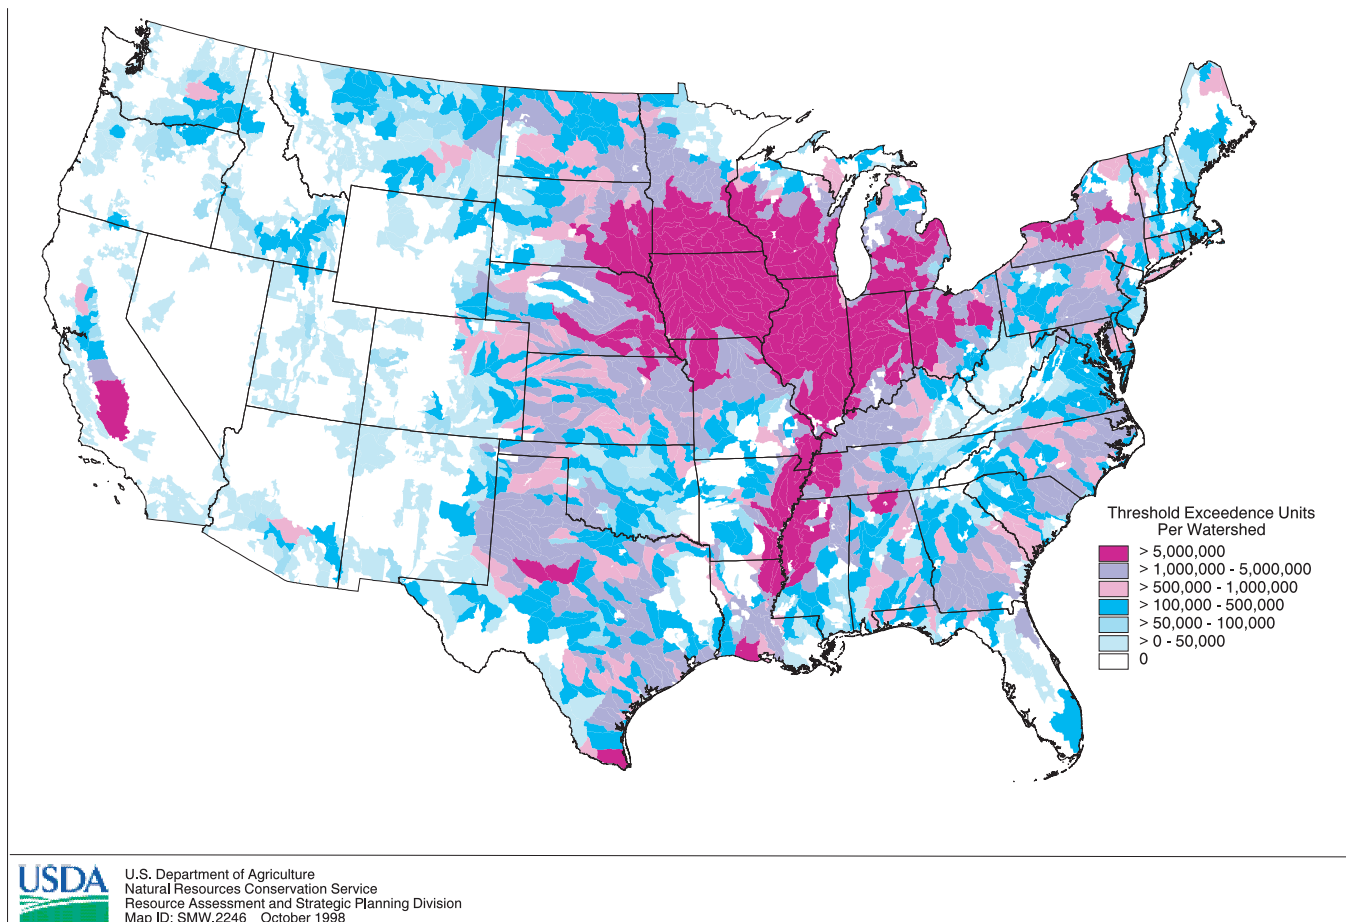 Threshold Exceedence Units
Per Watershed
> 5,000,000
> 1,000,000 - 5,000,000
> 500,000 - 1,000,000
> 100,000 - 500,000
> 50,000 - 100,000
> 0 - 50,000
0
USDA
U.S. Department of Agriculture
Natural Resources Conservation Service
Resource Assessment and Strategic Planning Division
Map ID: SMW.2246 October 1998